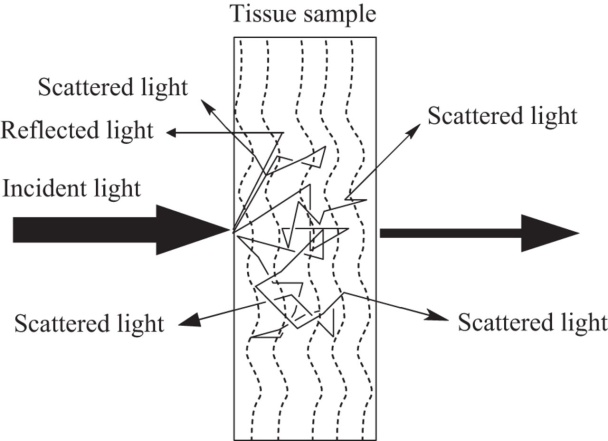 Tissue sample
Scattered light
Scattered light
Reflected light
Incident light
Scattered light
Scattered light